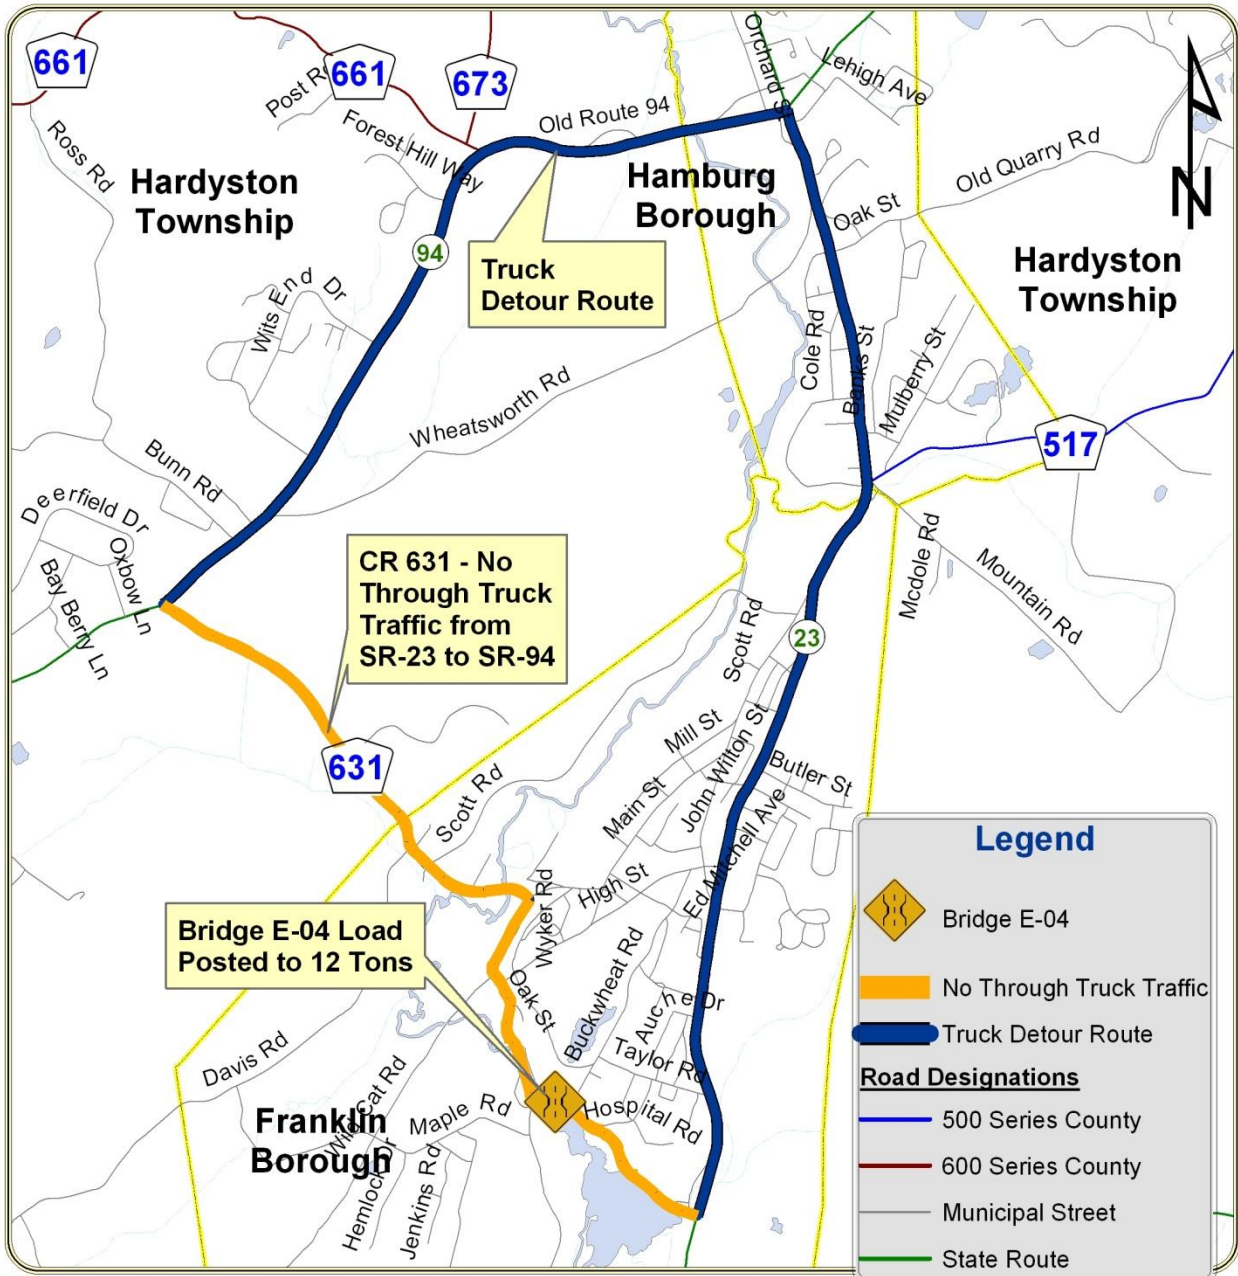 661
661
673
Post Rd
Orchard St
Lehigh Ave
Old Route 94
Forest Hill Way
Ross Rd
Hardyston
Township
Hamburg
Borough
Old Quarry Rd
N
Oak St
94
Truck
Detour Route
Hardyston
Township
Wits End Dr
Cole Rd
Banks St
Mulberry St
Wheatsworth Rd
517
Bunn Rd
Deerfield Dr
Oxbow Ln
Bay Berry Ln
CR 631 - No
Through Truck
Traffic from
SR-23 to SR-94
Mcdole Rd
Mountain Rd
Scott Rd
23
Mill St
John Wilton St
Butler St
631
Scott Rd
Main St
Ed Mitchell Ave
High St
Wyker Rd
Bridge E-04 Load
Posted to 12 Tons
Oak St
Buckwheat Rd
Auche Dr
Taylor Rd
Davis Rd
Wild Cat Rd
Maple Rd
Hospital Rd
Franklin
Borough
Hemlock Dr
Jenkins Rd
Legend
Bridge E-04
No Through Truck Traffic
Truck Detour Route
Road Designations
500 Series County
600 Series County
Municipal Street
State Route